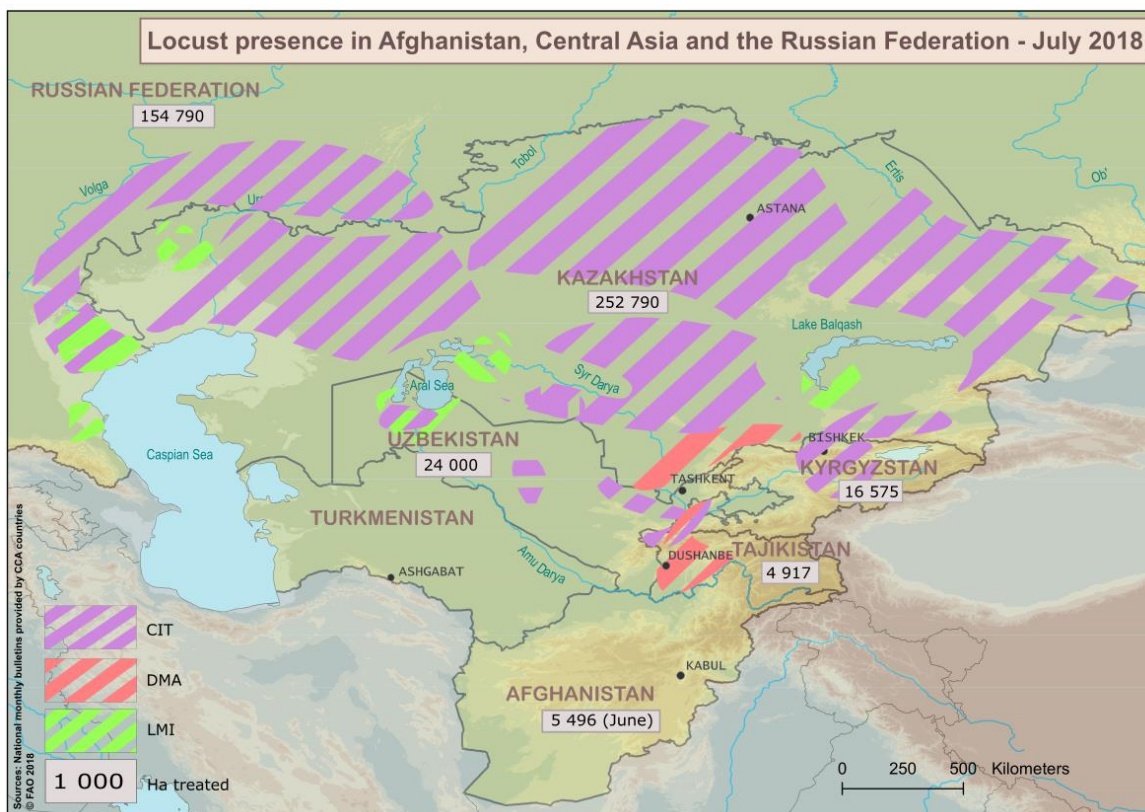 Locust presence in Afghanistan, Central Asia and the Russian Federation - July 2018
RUSSIAN FEDERATION
154 790
Volga
Tobol
Ertis
Ob'
ASTANA
KAZAKHSTAN
252 790
Lake Balqash
Syr Darya
Aral Sea
UZBEKISTAN
24 000
BISHKEK
KYRGYZSTAN
16 575
Caspian Sea
TASHKENT
TURKMENISTAN
Amu Darya
DUSHANBE
TAJIKISTAN
4 917
ASHGABAT
KABUL
AFGHANISTAN
5 496 (June)
CIT
DMA
LMI
1 000 Ha treated
0 250 500 Kilometers
Sources: National monthly bulletins provided by CCA countries
© FAO 2018